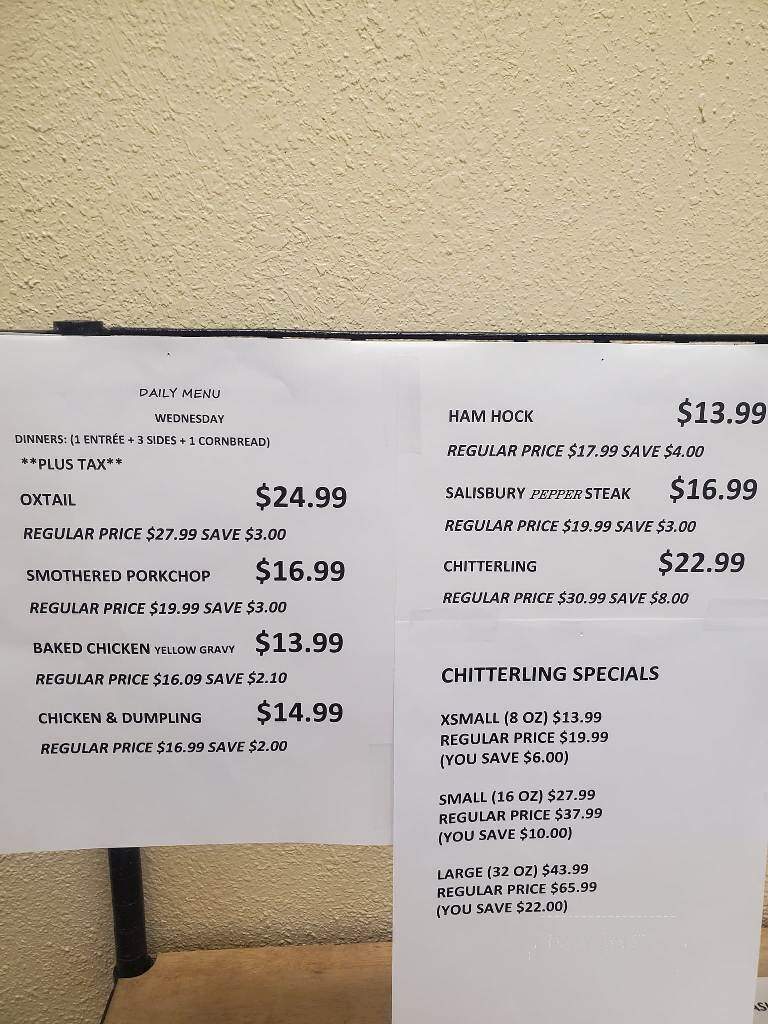 DAILY MENU
WEDNESDAY
DINNERS: (1 ENTRÉE + 3 SIDES + 1 CORNBREAD)
**PLUS TAX**
OXTAIL $24.99
REGULAR PRICE $27.99 SAVE $3.00
SMOTHERED PORKCHOP $16.99
REGULAR PRICE $19.99 SAVE $3.00
BAKED CHICKEN YELLOW GRAVY $13.99
REGULAR PRICE $16.09 SAVE $2.10
CHICKEN & DUMPLING $14.99
REGULAR PRICE $16.99 SAVE $2.00
HAM HOCK $13.99
REGULAR PRICE $17.99 SAVE $4.00
SALISBURY PEPPER STEAK $16.99
REGULAR PRICE $19.99 SAVE $3.00
CHITTERLING $22.99
REGULAR PRICE $30.99 SAVE $8.00
CHITTERLING SPECIALS
XSMALL (8 OZ) $13.99
REGULAR PRICE $19.99
(YOU SAVE $6.00)
SMALL (16 OZ) $27.99
REGULAR PRICE $37.99
(YOU SAVE $10.00)
LARGE (32 OZ) $43.99
REGULAR PRICE $65.99
(YOU SAVE $22.00)